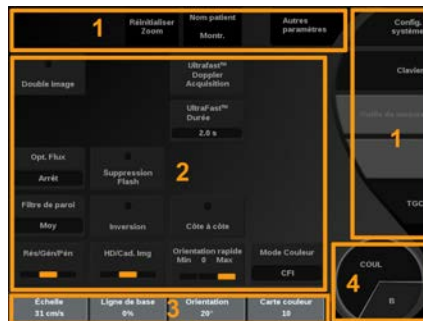 1
Réinitialiser
Zoom
Nom patient
Montr.
Autres
paramètres
Config.
système
Double image
Ultrafast™
Doppler
Acquisition
Clavier
UltraFast™
Durée
2.0 s
1
Opt. Flux
Arrêt
Suppression
Flash
2
Filtre de paroi
Moy
Inversion
Côte à côte
TGC
Rés/Gén/Pén
HD/Cad. Img
Orientation rapide
Min 0 Max
Mode Couleur
CFI
COUL
4
B
Échelle
31 cm/s
Ligne de base
0%
3
Orientation
20°
Carte couleur
10